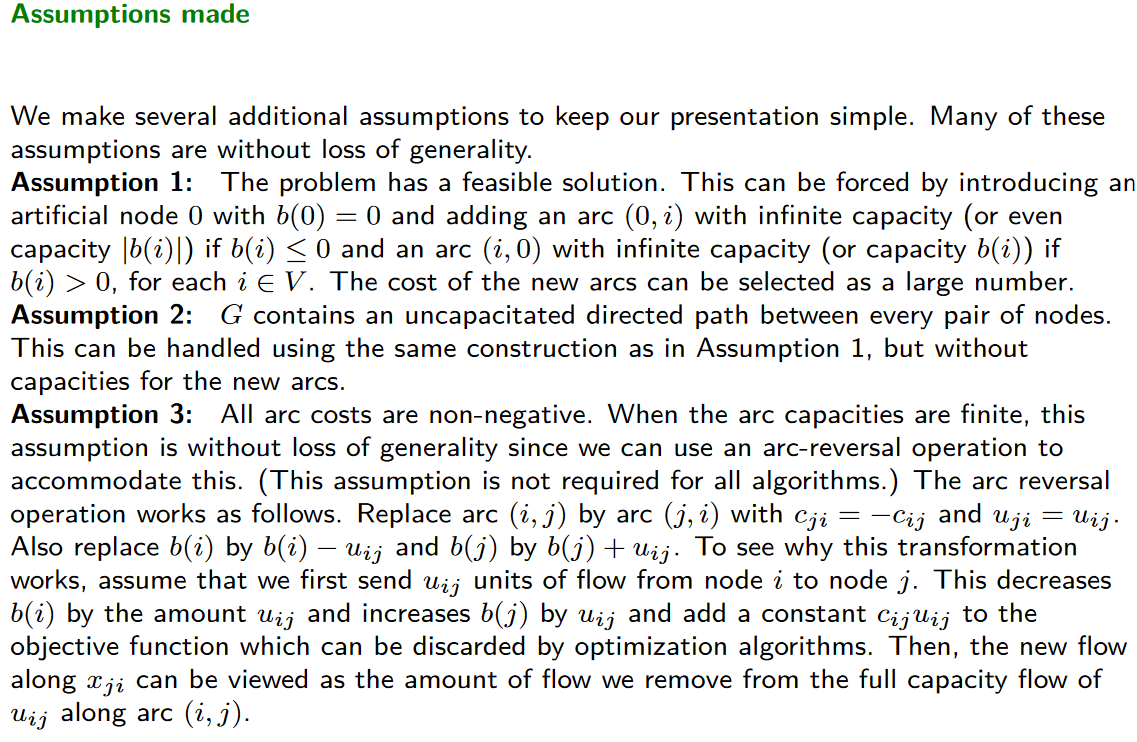 Assumptions made
We make several additional assumptions to keep our presentation simple. Many of these
assumptions are without loss of generality.
Assumption 1: The problem has a feasible solution. This can be forced by introducing an
artificial node 0 with b(0) = 0 and adding an arc (0, i) with infinite capacity (or even
capacity |b(i)|) if b(i) ≤ 0 and an arc (i, 0) with infinite capacity (or capacity b(i)) if
b(i) > 0, for each i ∈ V. The cost of the new arcs can be selected as a large number.
Assumption 2: G contains an uncapacitated directed path between every pair of nodes.
This can be handled using the same construction as in Assumption 1, but without
capacities for the new arcs.
Assumption 3: All arc costs are non-negative. When the arc capacities are finite, this
assumption is without loss of generality since we can use an arc-reversal operation to
accommodate this. (This assumption is not required for all algorithms.) The arc reversal
operation works as follows. Replace arc (i, j) by arc (j, i) with c_{ji} = −c_{ij} and u_{ji} = u_{ij}.
Also replace b(i) by b(i) − u_{ij} and b(j) by b(j) + u_{ij}. To see why this transformation
works, assume that we first send u_{ij} units of flow from node i to node j. This decreases
b(i) by the amount u_{ij} and increases b(j) by u_{ij} and add a constant c_{ij}u_{ij} to the
objective function which can be discarded by optimization algorithms. Then, the new flow
along x_{ji} can be viewed as the amount of flow we remove from the full capacity flow of
u_{ij} along arc (i, j).